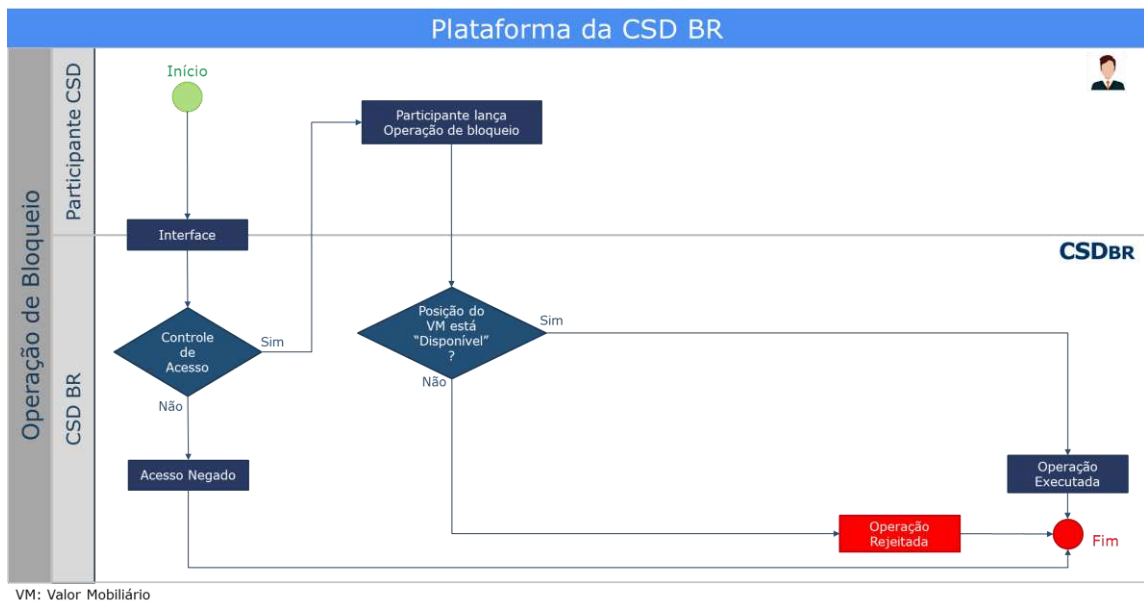 Plataforma da CSD BR
Operação de Bloqueio
Participante CSD
CSD BR
Início
Participante lança
Operação de bloqueio
Interface
CSDBR
Controle
de
Acesso
Sim
Não
Posição do
VM está
"Disponível"
?
Sim
Não
Acesso Negado
Operação
Executada
Operação
Rejeitada
Fim
VM: Valor Mobiliário